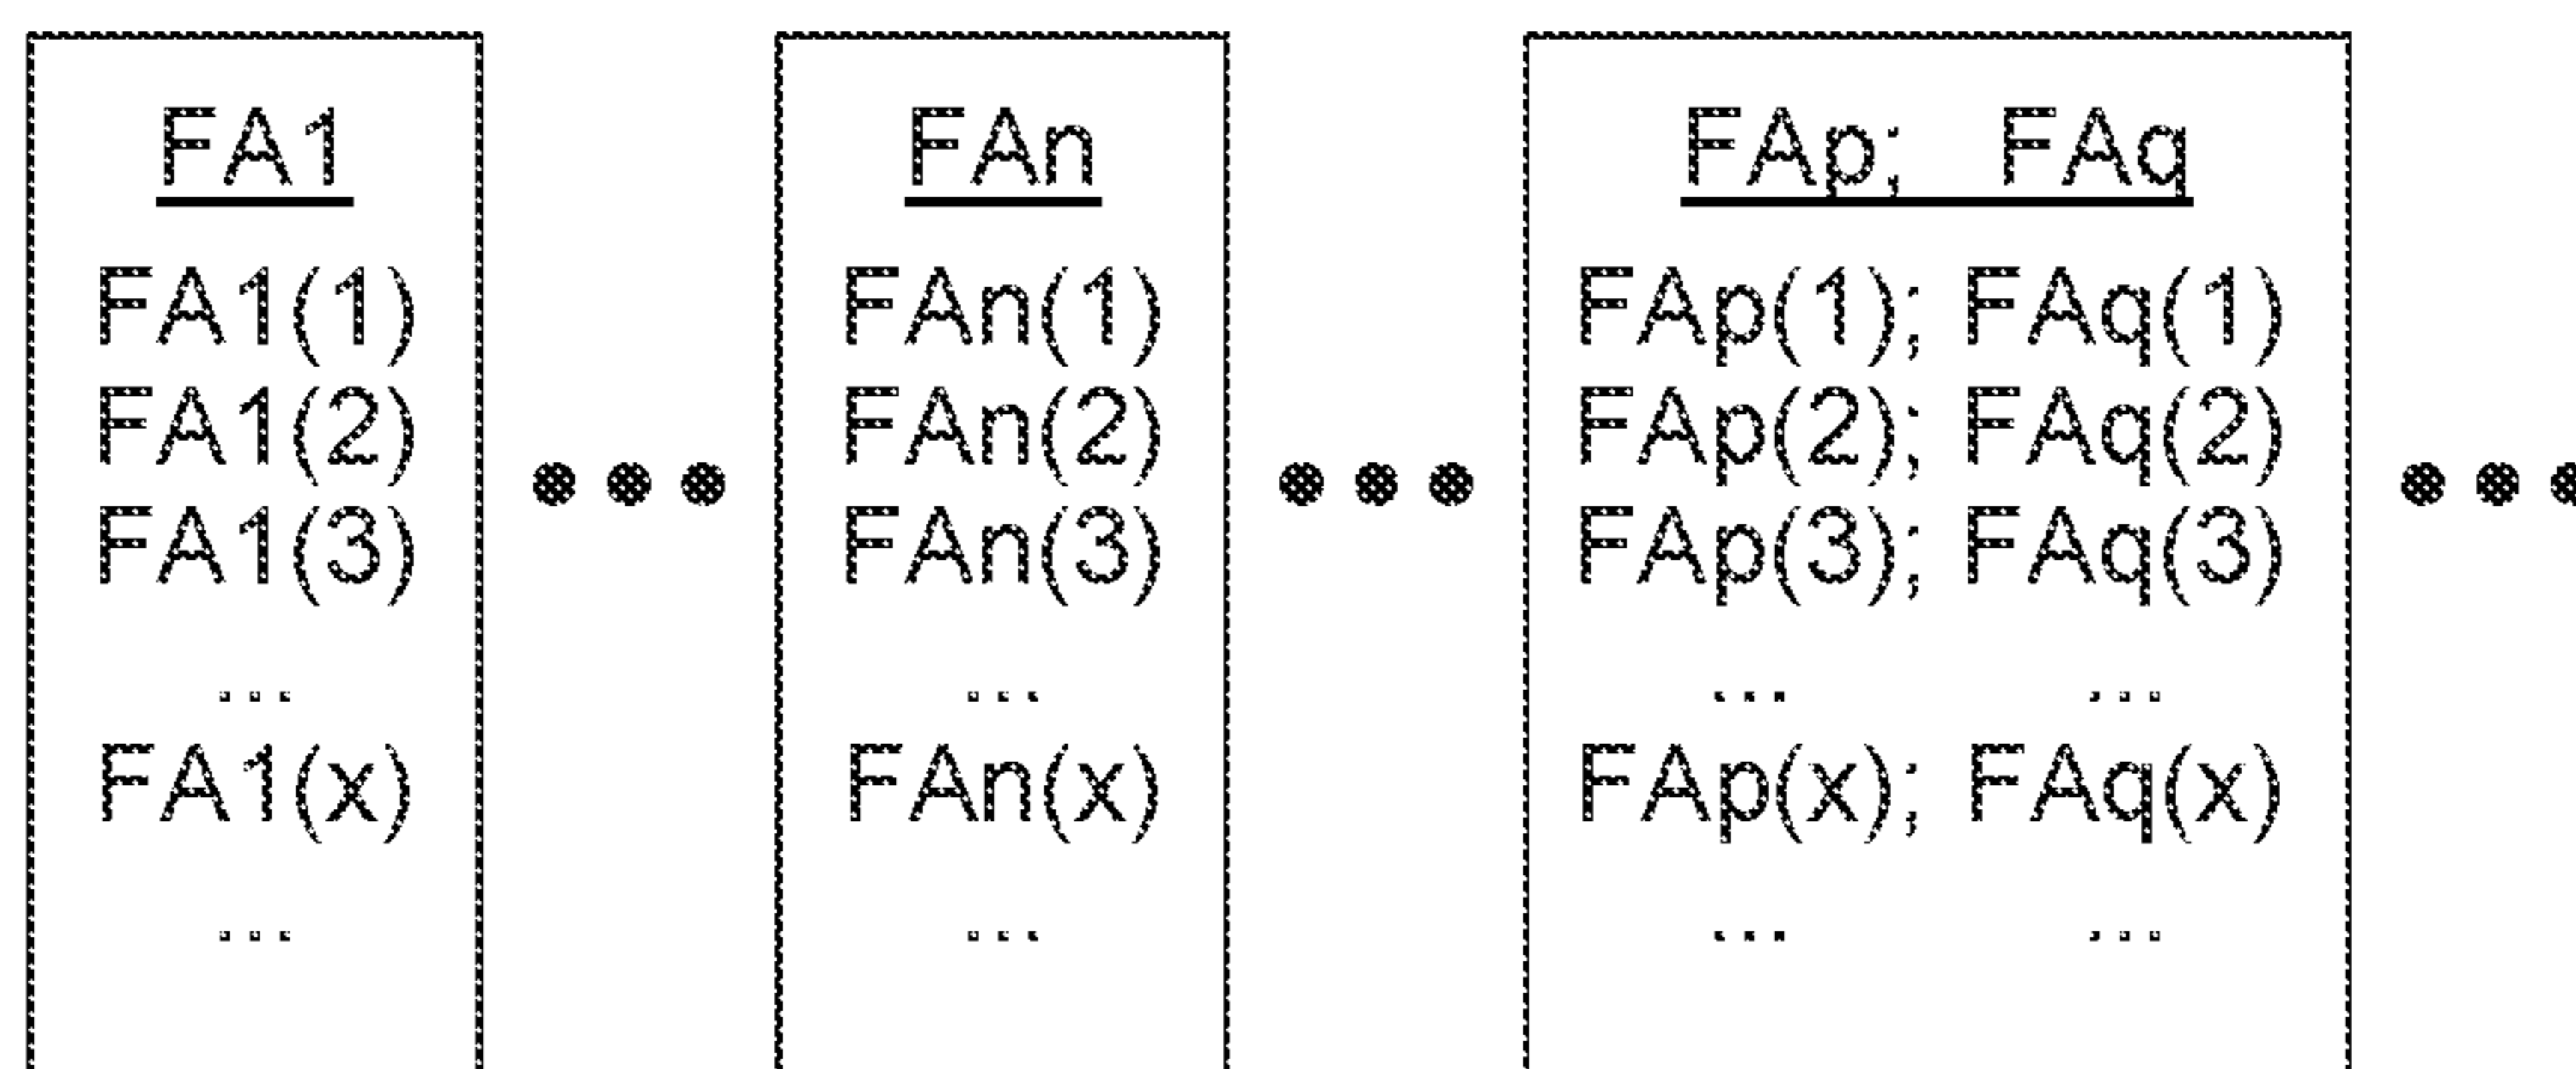 FA1
FA1(1)
FA1(2)
FA1(3)
...
FA1(x)
...
FAn
FAn(1)
FAn(2)
FAn(3)
...
FAn(x)
...
FAp; FAq
FAp(1); FAq(1)
FAp(2); FAq(2)
FAp(3); FAq(3)
... ...
FAp(x); FAq(x)
... ...